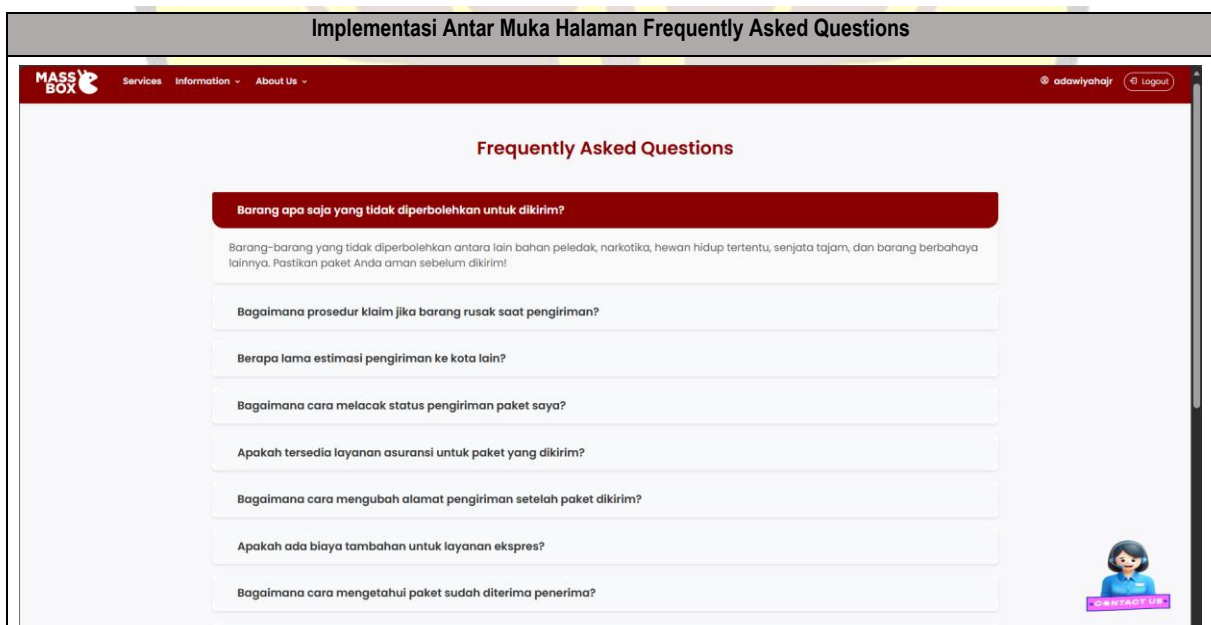 Implementasi Antar Muka Halaman Frequently Asked Questions
MASS BOX
Services Information About Us adawiyahajr Logout
Frequently Asked Questions
Barang apa saja yang tidak diperbolehkan untuk dikirim?
Barang-barang yang tidak diperbolehkan antara lain bahan peledak, narkotika, hewan hidup tertentu, senjata tajam, dan barang berbahaya
lainnya. Pastikan paket Anda aman sebelum dikirim!
Bagaimana prosedur klaim jika barang rusak saat pengiriman?
Berapa lama estimasi pengiriman ke kota lain?
Bagaimana cara melacak status pengiriman paket saya?
Apakah tersedia layanan asuransi untuk paket yang dikirim?
Bagaimana cara mengubah alamat pengiriman setelah paket dikirim?
Apakah ada biaya tambahan untuk layanan ekspres?
Bagaimana cara mengetahui paket sudah diterima penerima?
CONTACT US